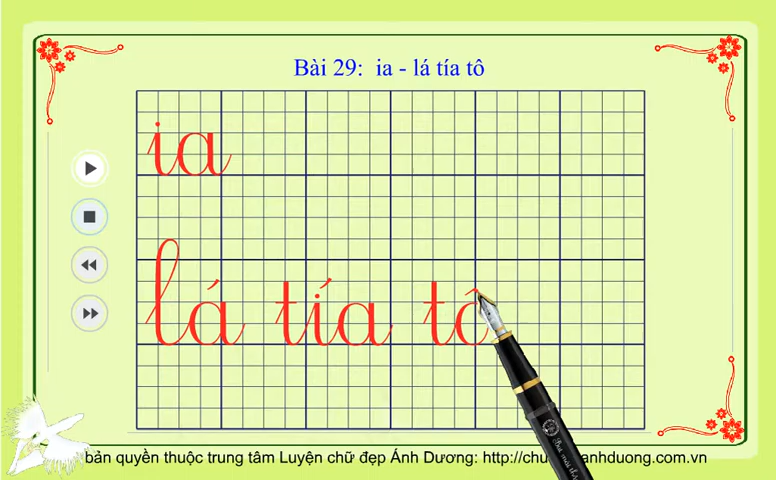 Bài 29: ia - lá tía tô
ia
lá tía tô
bản quyền thuộc trung tâm Luyện chữ đẹp Ánh Dương: http://chu anhduong.com.vn